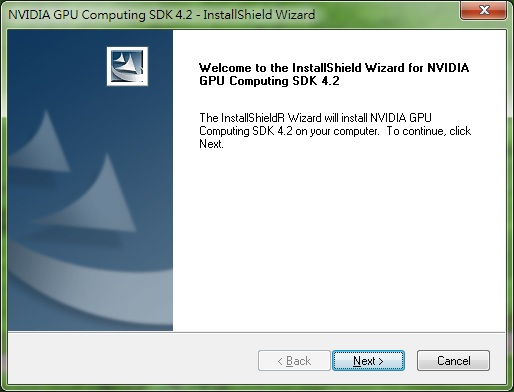 NVIDIA GPU Computing SDK 4.2 - InstallShield Wizard
Welcome to the InstallShield Wizard for NVIDIA
GPU Computing SDK 4.2
The InstallShieldR Wizard will install NVIDIA GPU
Computing SDK 4.2 on your computer.  To continue, click
Next.
< Back
Next >
Cancel